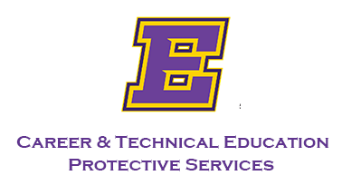 E
CAREER & TECHNICAL EDUCATION
PROTECTIVE SERVICES